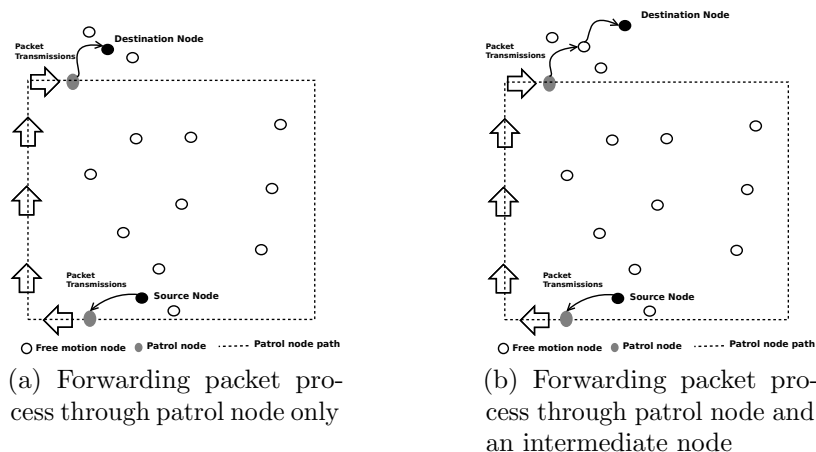 Packet
Transmissions
Destination Node
Packet
Transmissions
Source Node
Free motion node
Patrol node
Patrol node path
(a) Forwarding packet pro-
cess through patrol node only
Packet
Transmissions
Destination Node
Packet
Transmissions
Source Node
Free motion node
Patrol node
Patrol node path
(b) Forwarding packet pro-
cess through patrol node and
an intermediate node